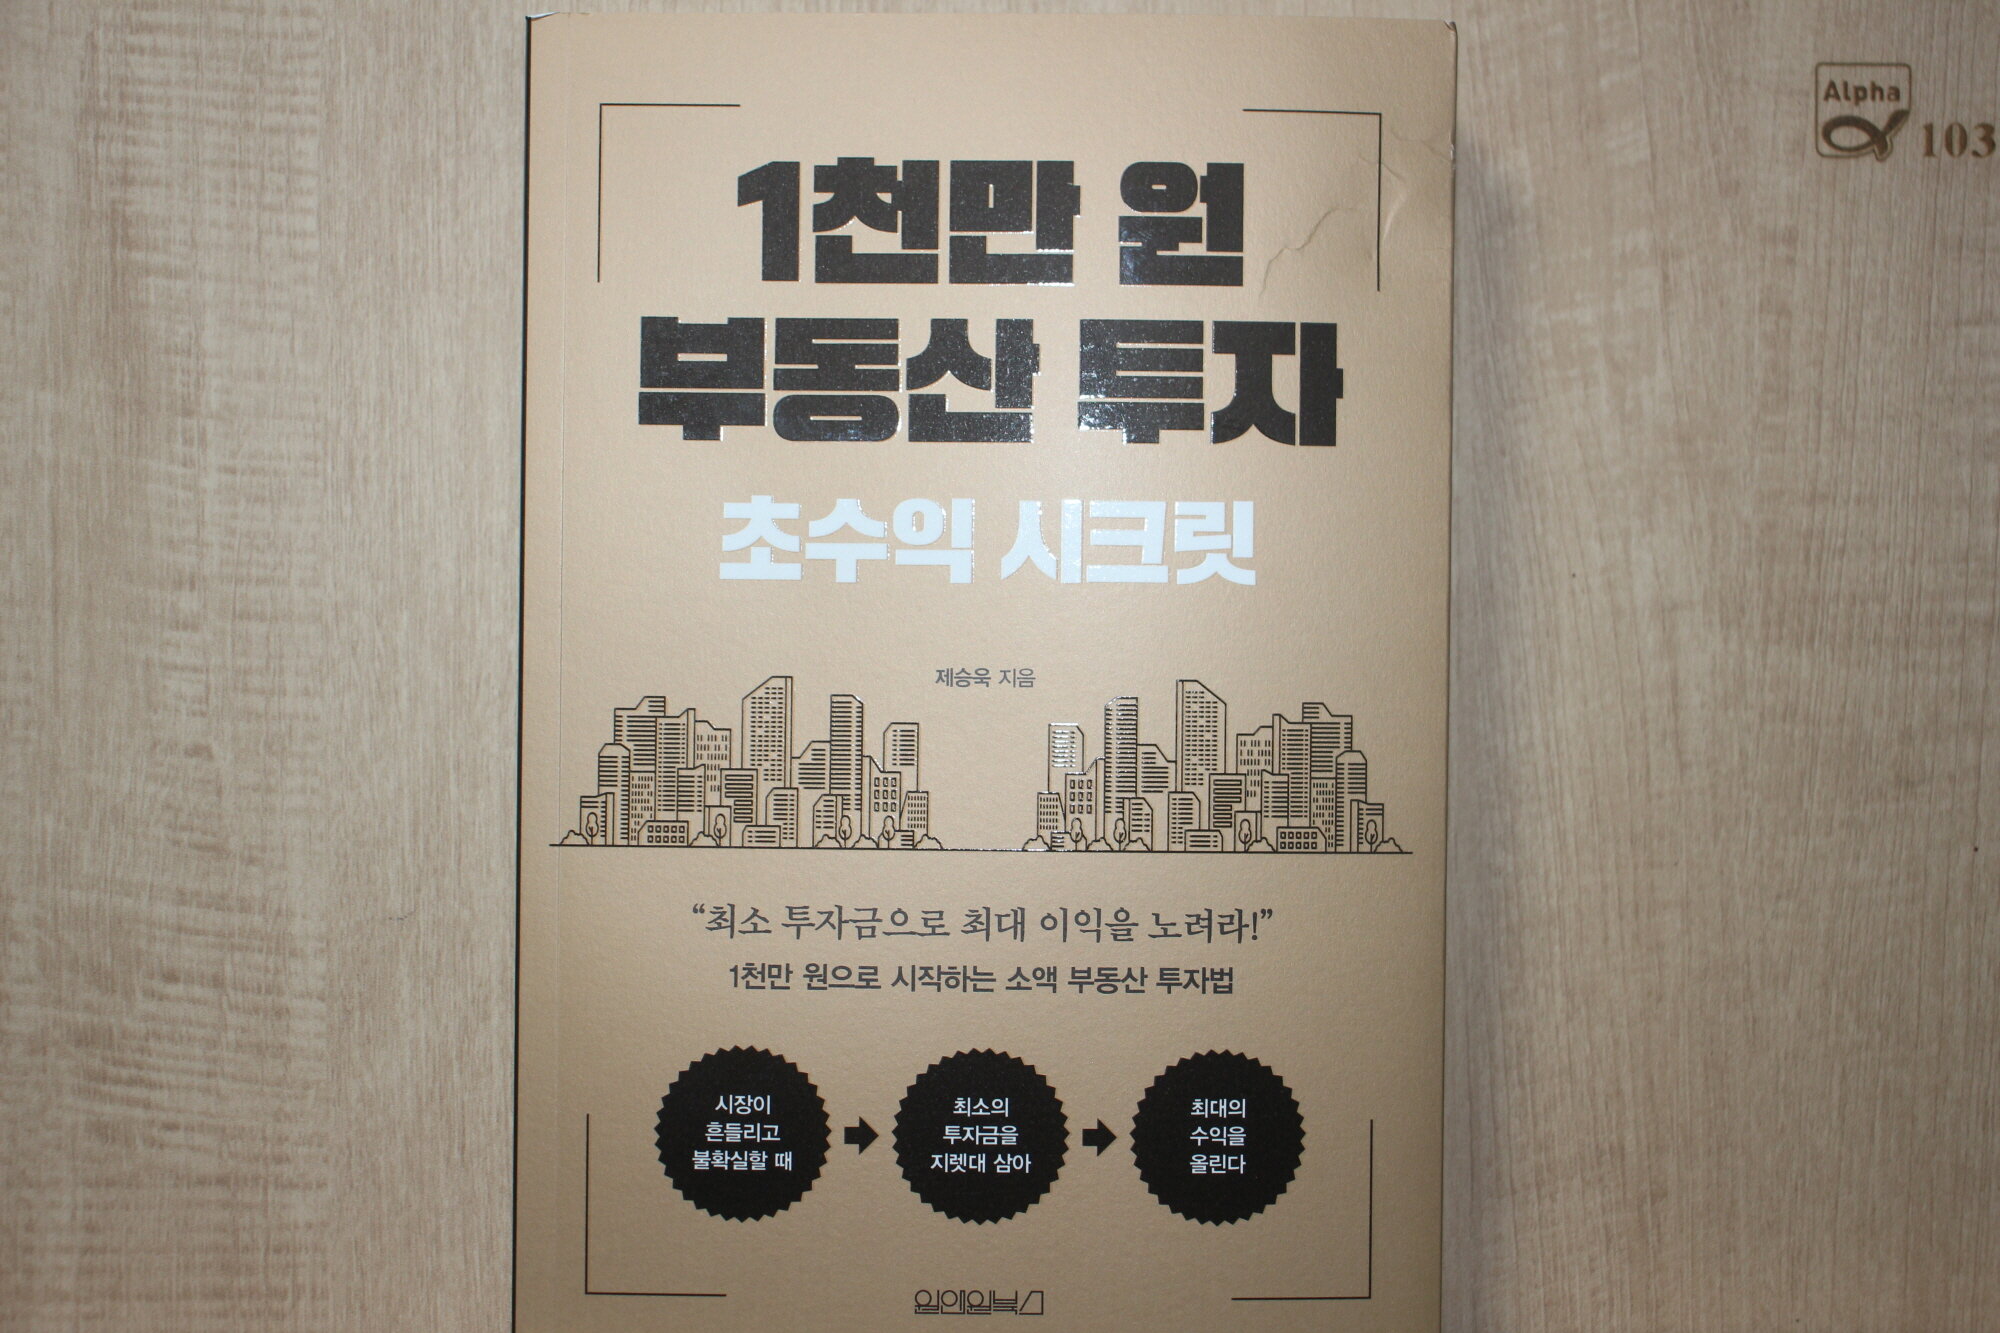 Alpha
103
1천만 원
부동산 투자
초수익 시크릿
제승욱 지음
“최소 투자금으로 최대 이익을 노려라!”
1천만 원으로 시작하는 소액 부동산 투자법
시장이
흔들리고
불확실할 때
최소의
투자금을
지렛대 삼아
최대의
수익을
올린다